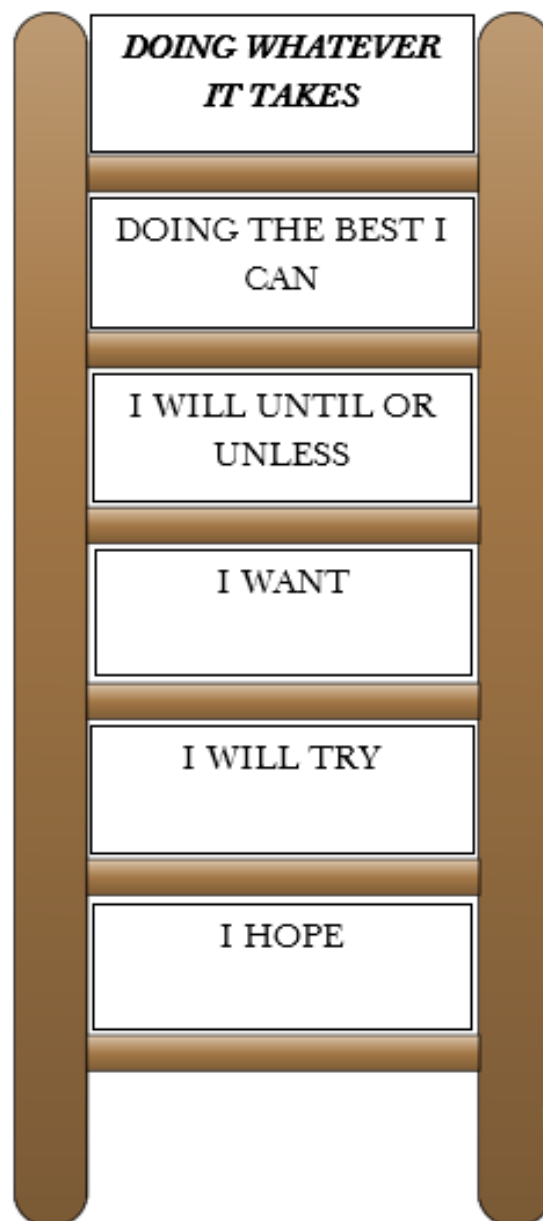 DOING WHATEVER
IT TAKES
DOING THE BEST I
CAN
I WILL UNTIL OR
UNLESS
I WANT
I WILL TRY
I HOPE